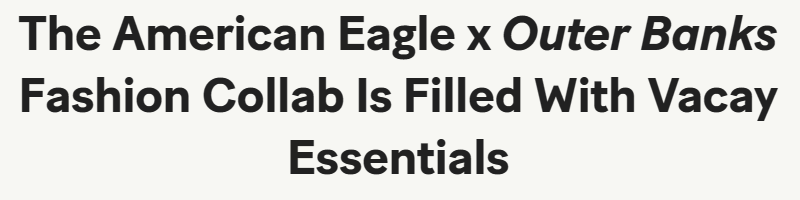 The American Eagle x Outer Banks
Fashion Collab Is Filled With Vacay
Essentials